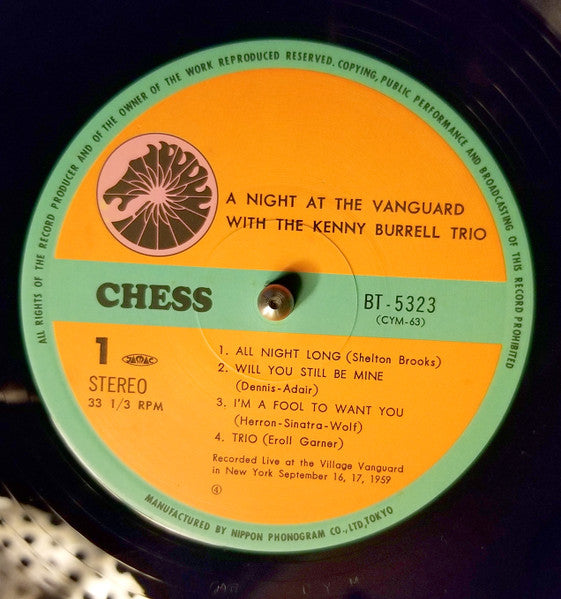 ALL RIGHTS OF THE RECORD PRODUCER AND OF THE OWNER OF THE WORK REPRODUCED RESERVED. COPYING, PUBLIC PERFORMANCE AND BROADCASTING OF THIS RECORD PROHIBITED
A NIGHT AT THE VANGUARD
WITH THE KENNY BURRELL TRIO
CHESS
BT-5323
(CYM-63)
1
JASRAC
STEREO
33 1/3 RPM
1. ALL NIGHT LONG (Shelton Brooks)
2. WILL YOU STILL BE MINE
(Dennis-Adair)
3. I'M A FOOL TO WANT YOU
(Herron-Sinatra-Wolf)
4. TRIO (Eroll Garner)
Recorded Live at the Village Vanguard
in New York September 16, 17, 1959
④
MANUFACTURED BY NIPPON PHONOGRAM CO.,LTD,TOKYO